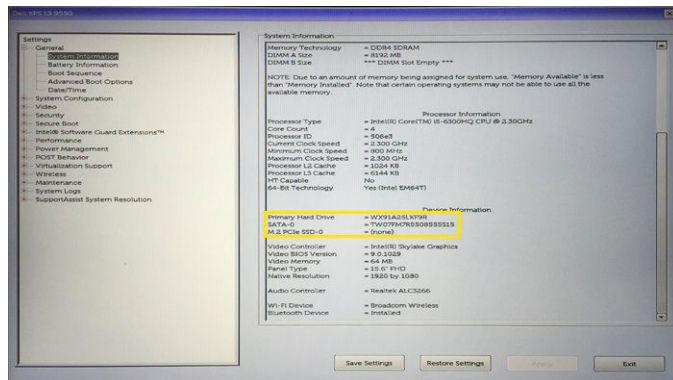 Dell XPS 15 9550
Settings
General
System Information
Battery Information
Boot Sequence
Advanced Boot Options
Date/Time
System Configuration
Video
Security
Secure Boot
Intel® Software Guard Extensions™
Performance
Power Management
POST Behavior
Virtualization Support
Wireless
Maintenance
System Logs
SupportAssist System Resolution
System Information
Memory Technology = DDR4 SDRAM
DIMM A Size = 8192 MB
DIMM B Size *** DIMM Slot Empty ***
NOTE: Due to an amount of memory being assigned for system use, "Memory Available" is less
than "Memory Installed". Note that certain operating systems may not be able to use all the
available memory.
Processor Information
Processor Type = Intel(R) Core(TM) i5-6300HQ CPU @ 2.30GHz
Core Count = 4
Processor ID = 506e3
Current Clock Speed = 2.300 GHz
Minimum Clock Speed = 800 MHz
Maximum Clock Speed = 2.300 GHz
Processor L2 Cache = 1024 KB
Processor L3 Cache = 6144 KB
HT Capable No
64-Bit Technology Yes (Intel EM64T)
Device Information
Primary Hard Drive = WX91A25LKF9R
SATA-0 = TW07FM7R5508555515
M.2 PCIe SSD-0 = (none)
Video Controller = Intel(R) Skylake Graphics
Video BIOS Version = 9.0.1029
Video Memory = 64 MB
Panel Type = 15.6" FHD
Native Resolution = 1920 by 1080
Audio Controller = Realtek ALC3266
Wi-Fi Device = Broadcom Wireless
Bluetooth Device = Installed
Save Settings
Restore Settings
Apply
Exit